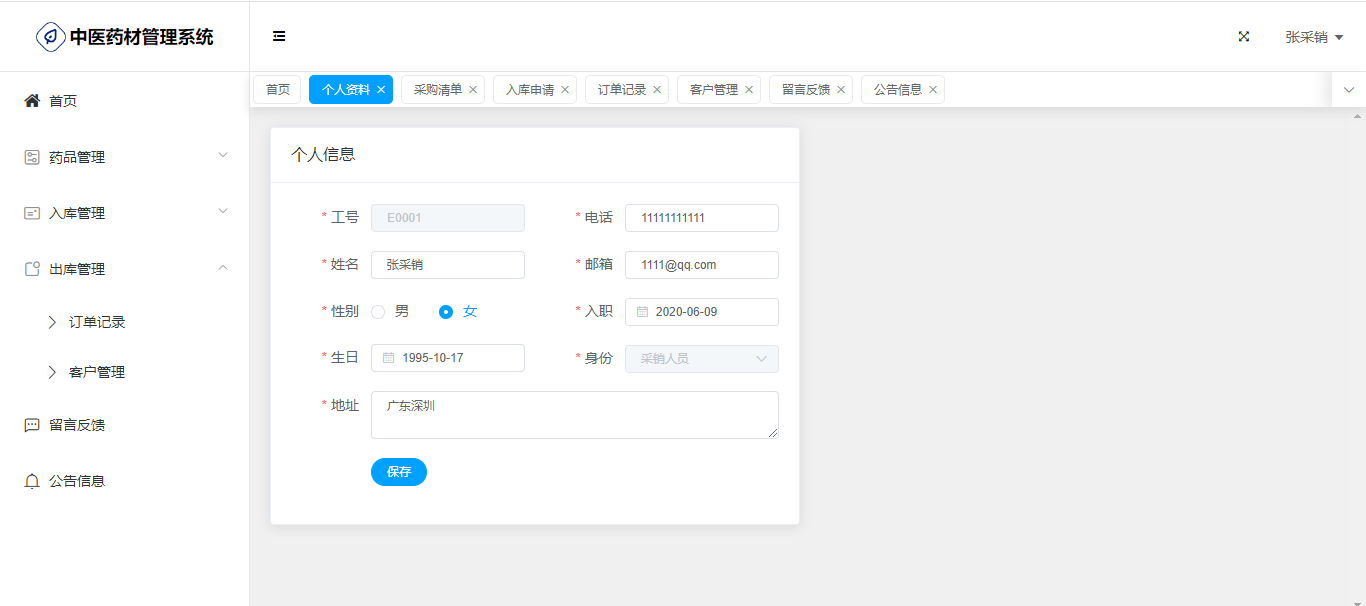 中医药材管理系统
张采销
首页
药品管理
入库管理
出库管理
订单记录
客户管理
留言反馈
公告信息
首页 个人资料 采购清单 入库申请 订单记录 客户管理 留言反馈 公告信息
个人信息
* 工号 E0001 * 电话 11111111111
* 姓名 张采销 * 邮箱 1111@qq.com
* 性别 男 女 * 入职 2020-06-09
* 生日 1995-10-17 * 身份 采销人员
* 地址 广东深圳
保存